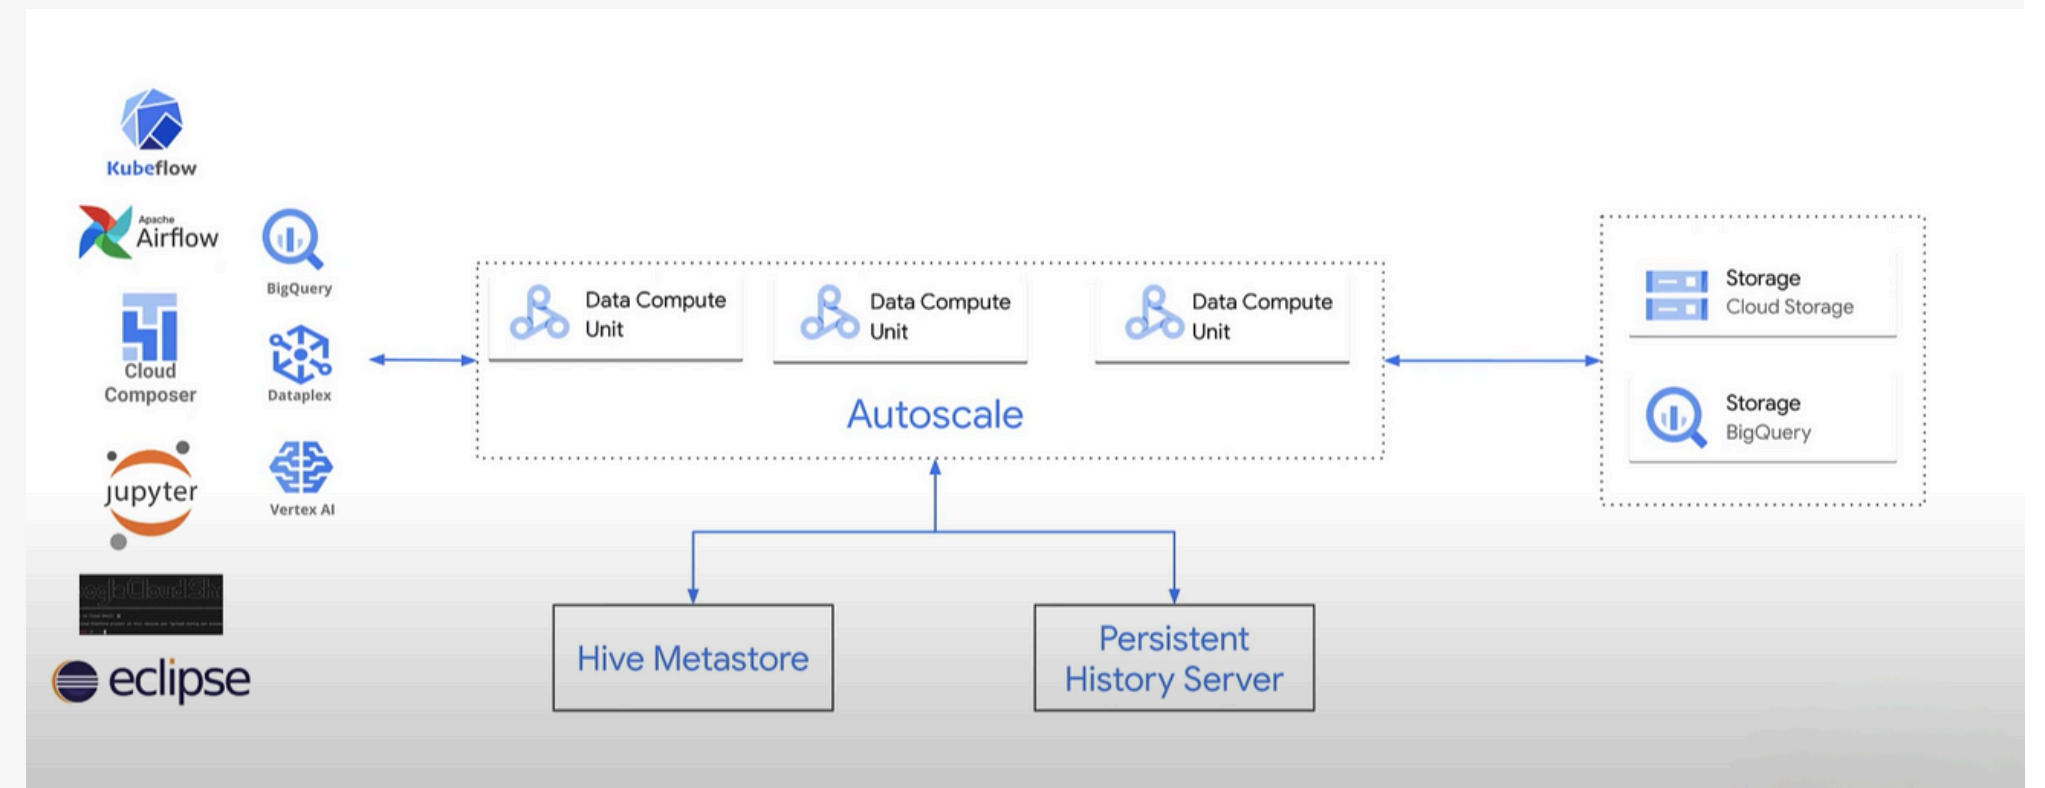 Kubeflow
Apache
Airflow
BigQuery
Cloud
Composer
Dataplex
jupyter
Vertex AI
eclipse
Data Compute
Unit
Data Compute
Unit
Data Compute
Unit
Autoscale
Hive Metastore
Persistent
History Server
Storage
Cloud Storage
Storage
BigQuery